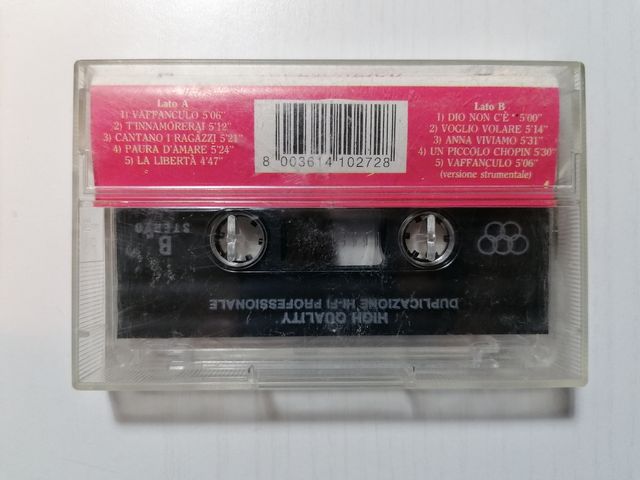 Lato A
1) VAFFANCULO 5'06"
2) T'INNAMORERAI 5'12"
3) CANTANO I RAGAZZI 5'21"
4) PAURA D'AMARE 5'24"
5) LA LIBERTÀ 4'47"
8 003614 102728
Lato B
1) DIO NON C'È 5'00"
2) VOGLIO VOLARE 5'14"
3) ANNA VIVIAMO 5'31"
4) UN PICCOLO CHOPIN 5'30"
5) VAFFANCULO 5'06"
(versione strumentale)
B
STEREO
HIGH QUALITY
DUPLICAZIONE HI-FI PROFESSIONALE